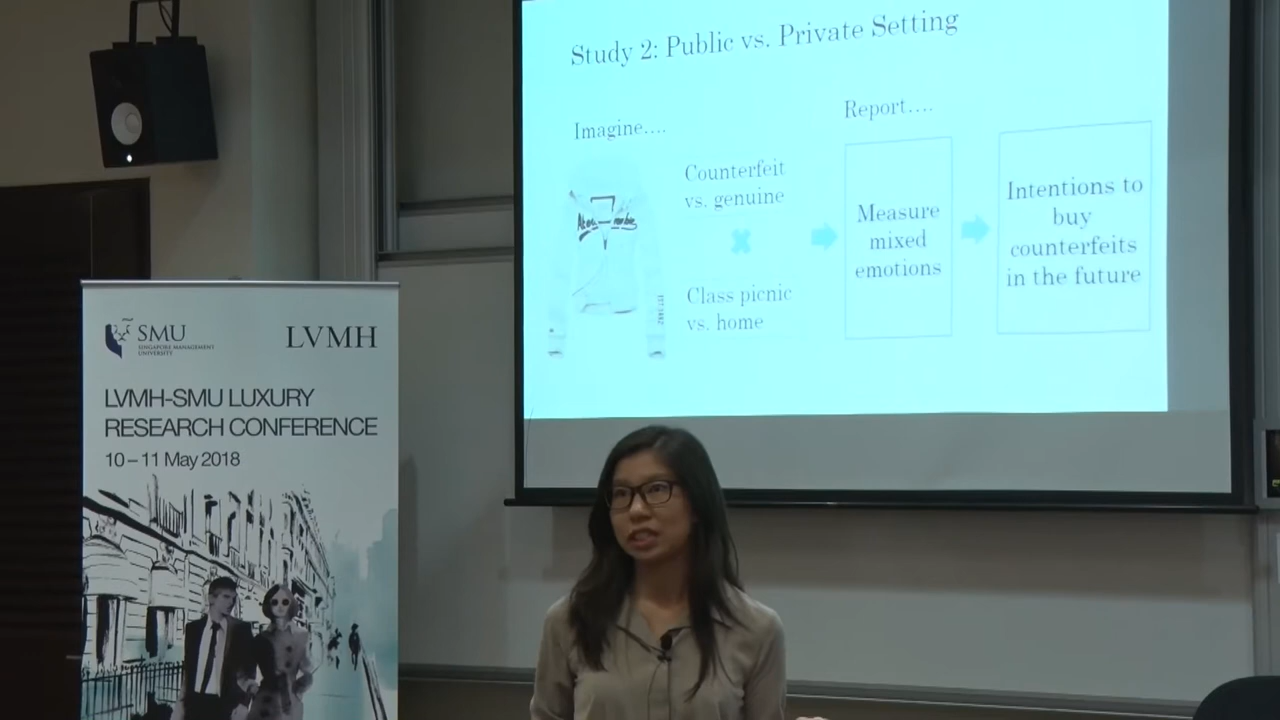 Study 2: Public vs. Private Setting
Imagine....
Report....
Counterfeit
vs. genuine
Class picnic
vs. home
Measure
mixed
emotions
Intentions to
buy
counterfeits
in the future
SMU
SINGAPORE MANAGEMENT
UNIVERSITY
LVMH
LVMH-SMU LUXURY
RESEARCH CONFERENCE
10 – 11 May 2018